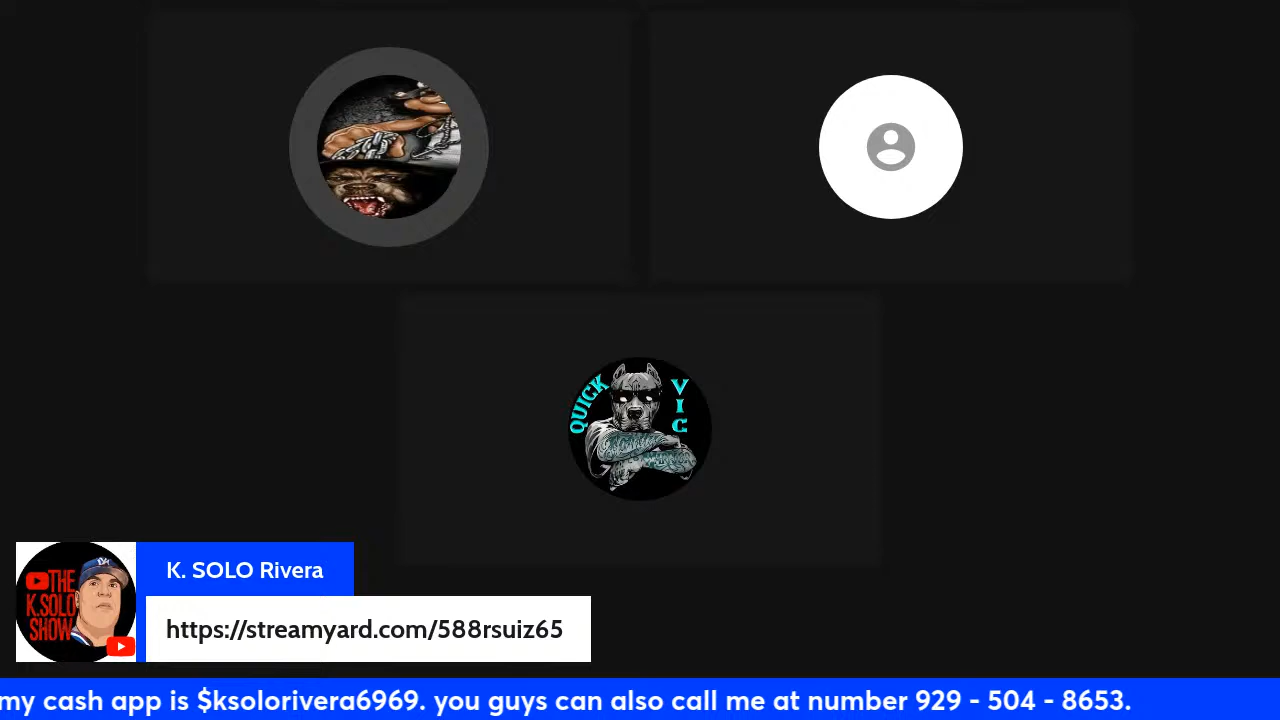 QUICK
VIC
THE
K.SOLO
SHOW
K. SOLO Rivera
https://streamyard.com/588rsuiz65
my cash app is $ksolorivera6969. you guys can also call me at number 929 - 504 - 8653.